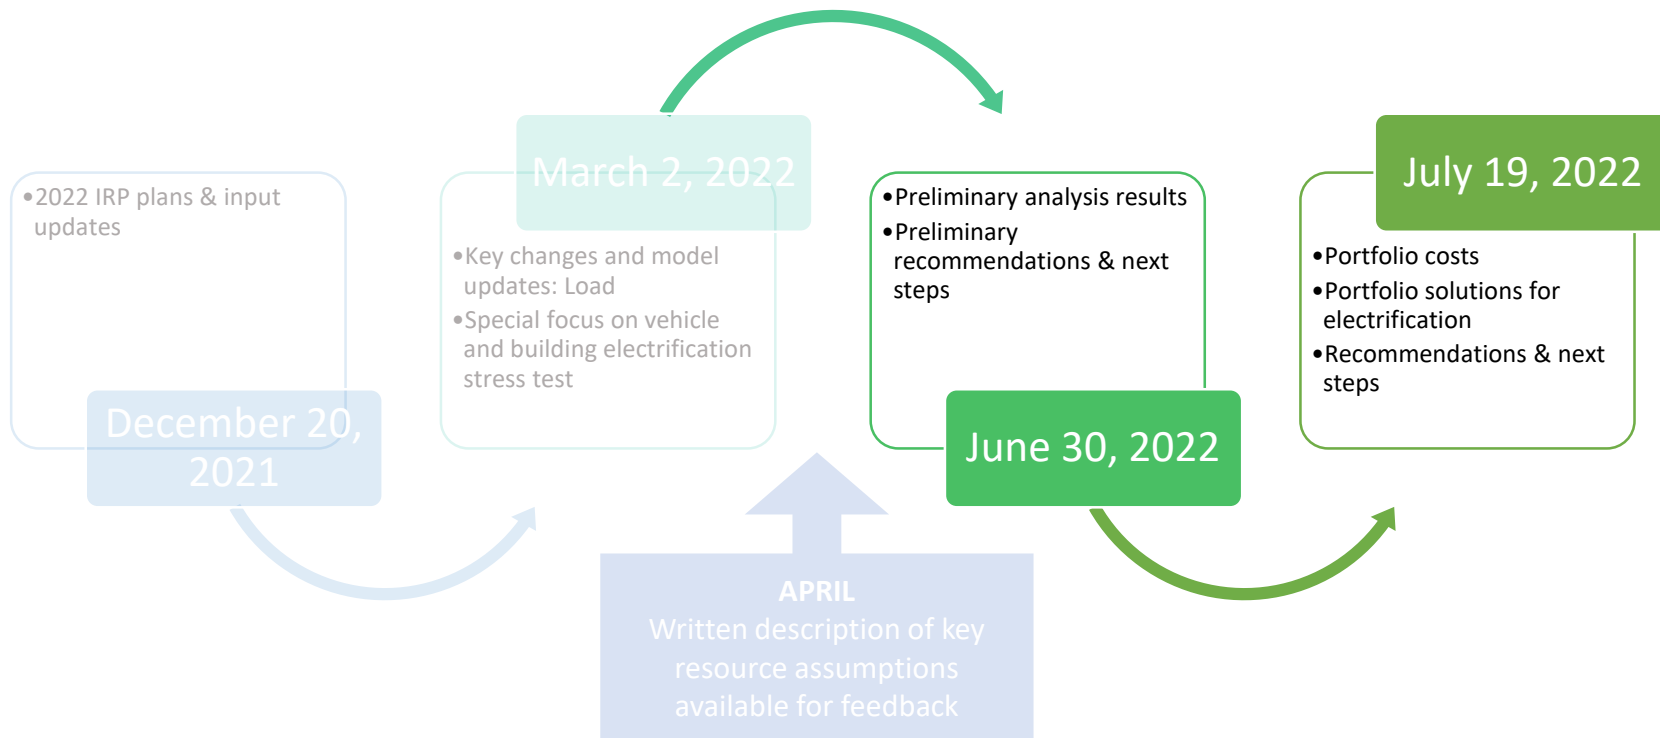 •2022 IRP plans & input
updates
December 20,
2021
March 2, 2022
•Key changes and model
updates: Load
•Special focus on vehicle
and building electrification
stress test
APRIL
Written description of key
resource assumptions
available for feedback
•Preliminary analysis results
•Preliminary
recommendations & next
steps
June 30, 2022
July 19, 2022
•Portfolio costs
•Portfolio solutions for
electrification
•Recommendations & next
steps